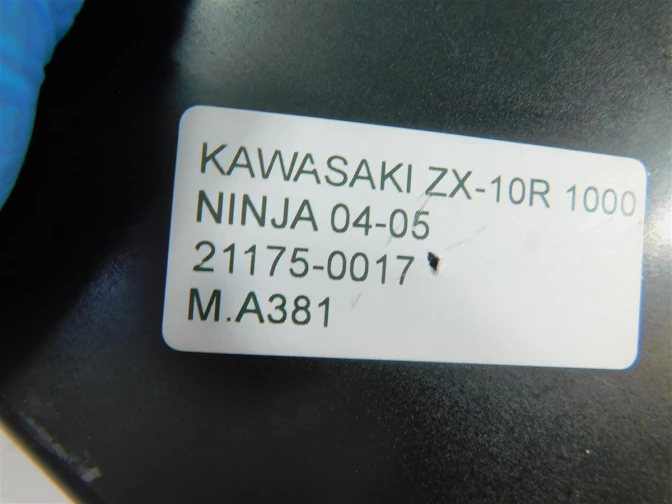 KAWASAKI ZX-10R 1000
NINJA 04-05
21175-0017
M.A381